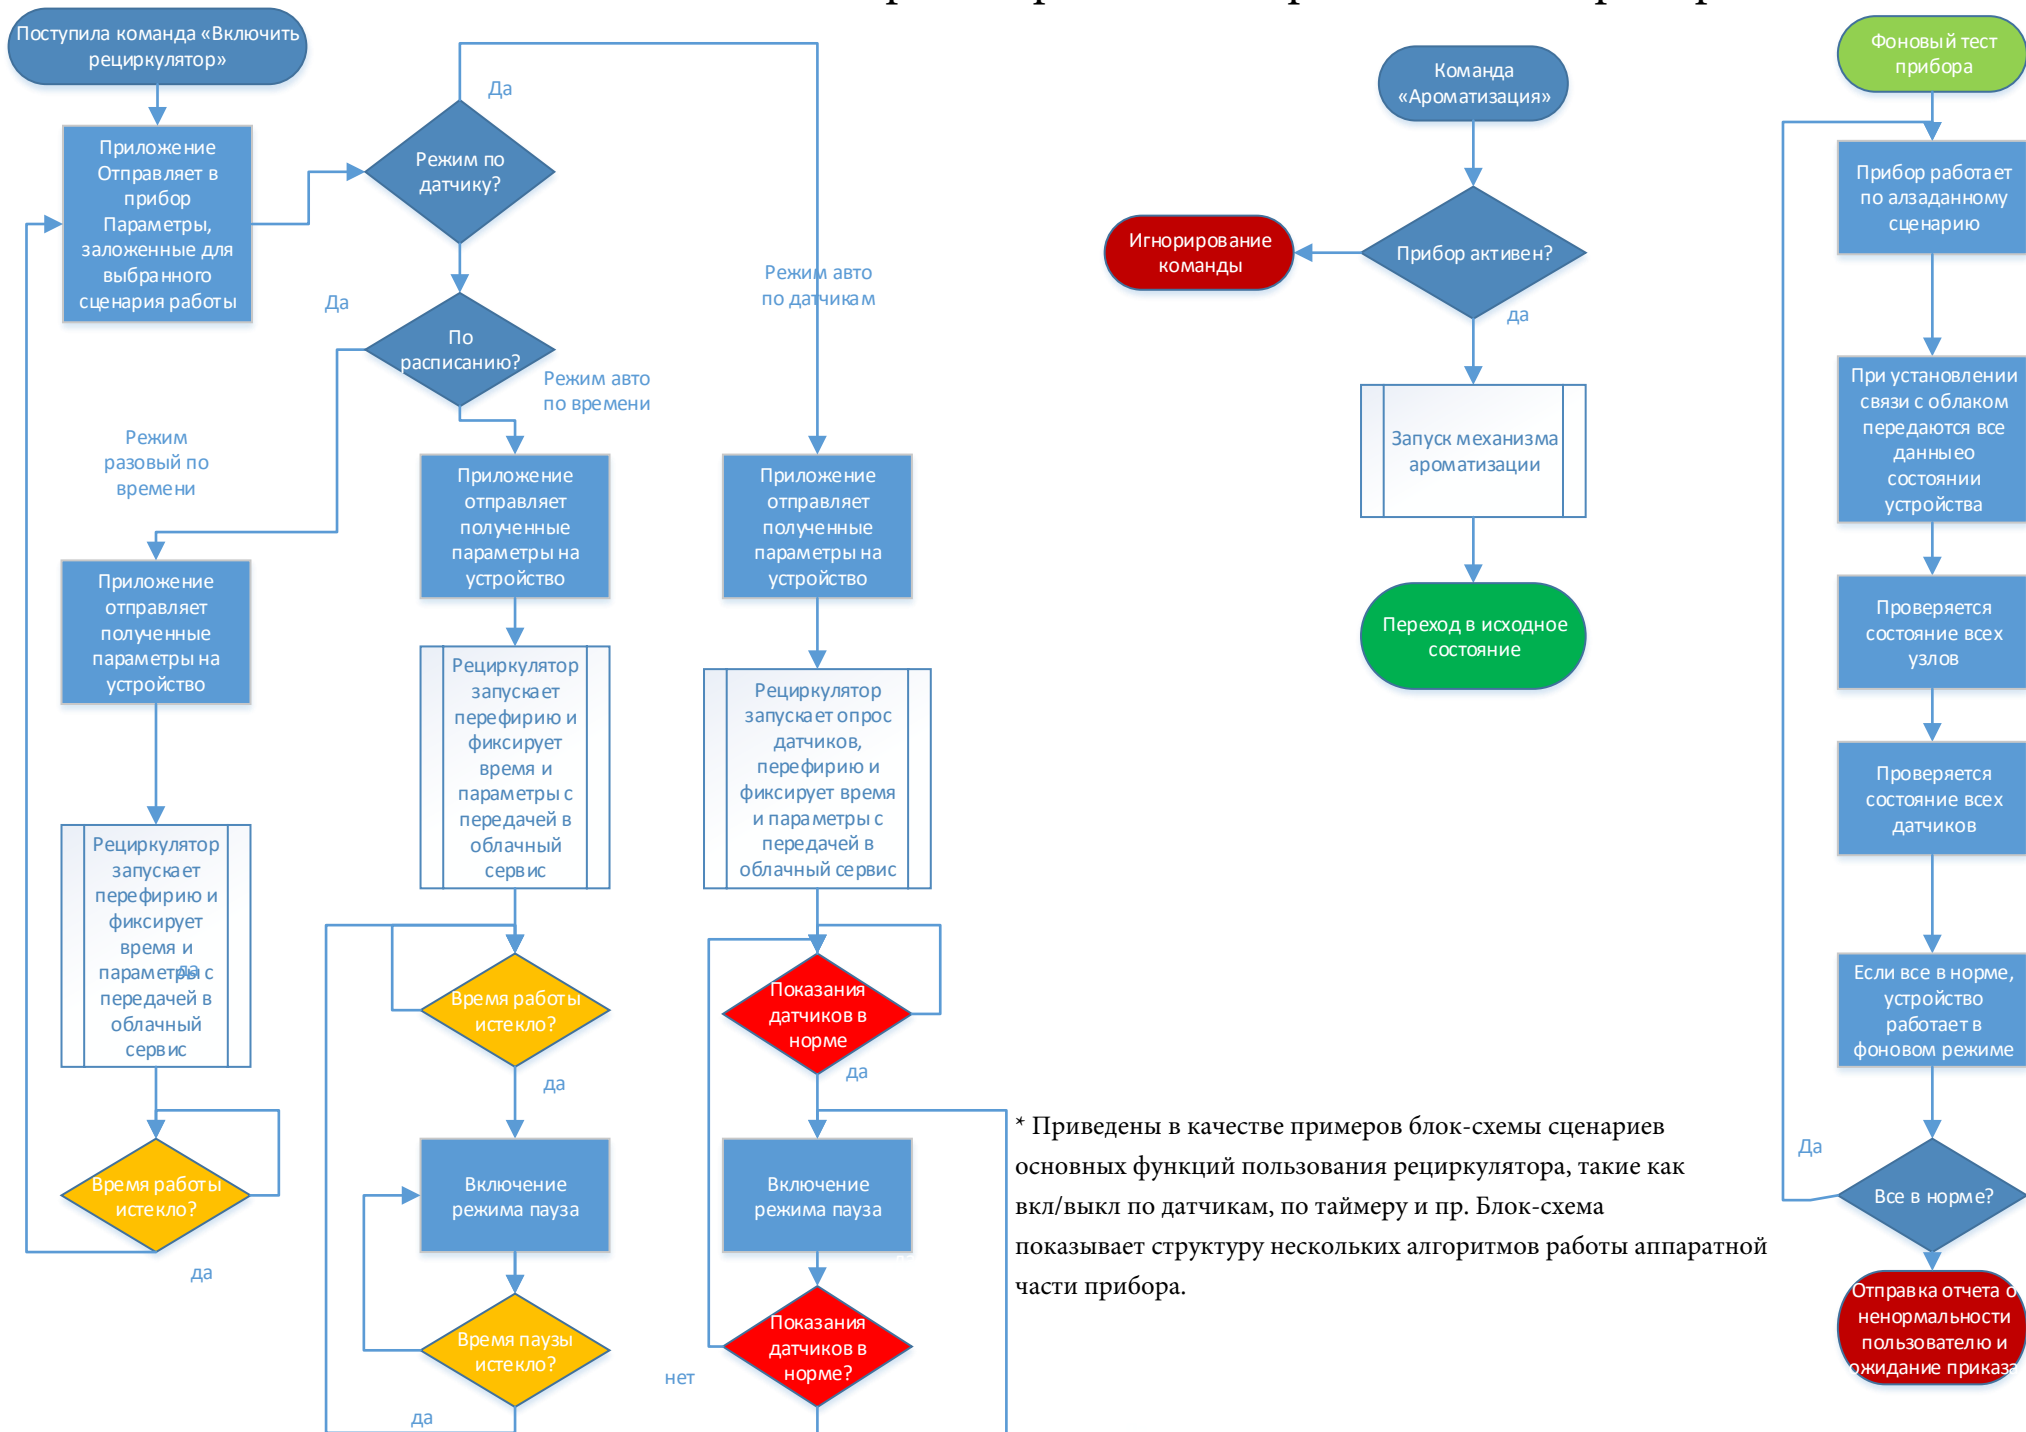 Поступила команда «Включить
рециркулятор»
Приложение
Отправляет в
прибор
Параметры,
заложенные для
выбранного
сценария работы
Да
Режим по
датчику?
Режим авто
по датчикам
Да
По
расписанию?
Режим авто
по времени
Режим
разовый по
времени
Приложение
отправляет
полученные
параметры на
устройство
Рециркулятор
запускает
перефирию и
фиксирует
время и
параметры с
передачей в
облачный
сервис
да
Время работы
истекло?
да
Приложение
отправляет
полученные
параметры на
устройство
Рециркулятор
запускает
перефирию и
фиксирует
время и
параметры с
передачей в
облачный
сервис
Время работы
истекло?
да
Включение
режима пауза
Время паузы
истекло?
да
Приложение
отправляет
полученные
параметры на
устройство
Рециркулятор
запускает опрос
датчиков,
перефирию и
фиксирует время
и параметры с
передачей в
облачный сервис
Показания
датчиков в
норме
да
Включение
режима пауза
Показания
датчиков в
норме?
нет
Команда
«Ароматизация»
Прибор активен?
Игнорирование
команды
да
Запуск механизма
ароматизации
Переход в исходное
состояние
* Приведены в качестве примеров блок-схемы сценариев
основных функций пользования рециркулятора, такие как
вкл/выкл по датчикам, по таймеру и пр. Блок-схема
показывает структуру нескольких алгоритмов работы аппаратной
части прибора.
Фоновый тест
прибора
Прибор работает
по алзаданному
сценарию
При установлении
связи с облаком
передаются все
данныео
состоянии
устройства
Проверяется
состояние всех
узлов
Проверяется
состояние всех
датчиков
Если все в норме,
устройство
работает в
фоновом режиме
Да
Все в норме?
Отправка отчета о
ненормальности
пользователю и
ожидание приказа